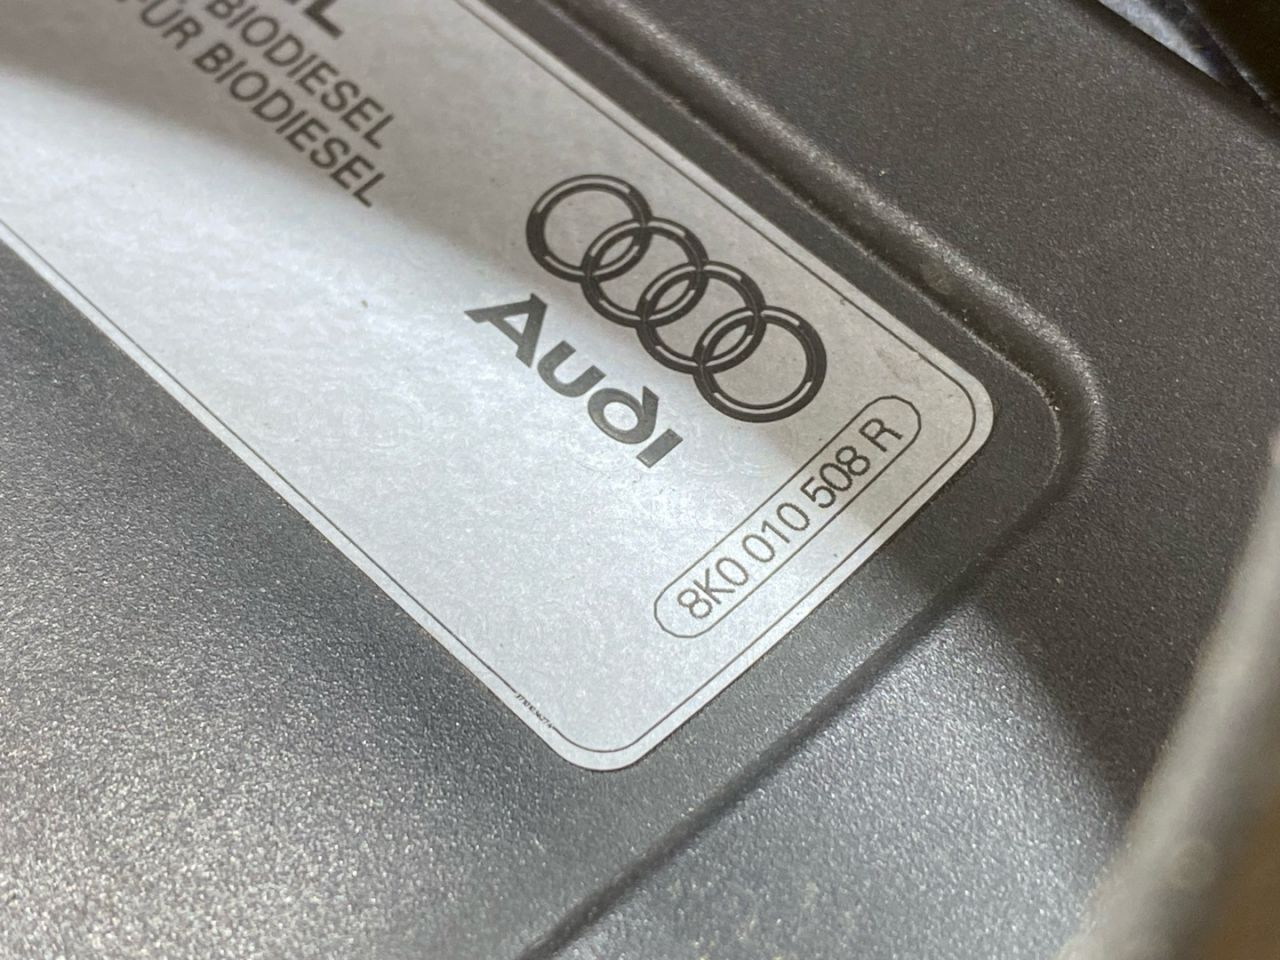 BIODIESEL
FÜR BIODIESEL
Audi
8K0 010 508 R